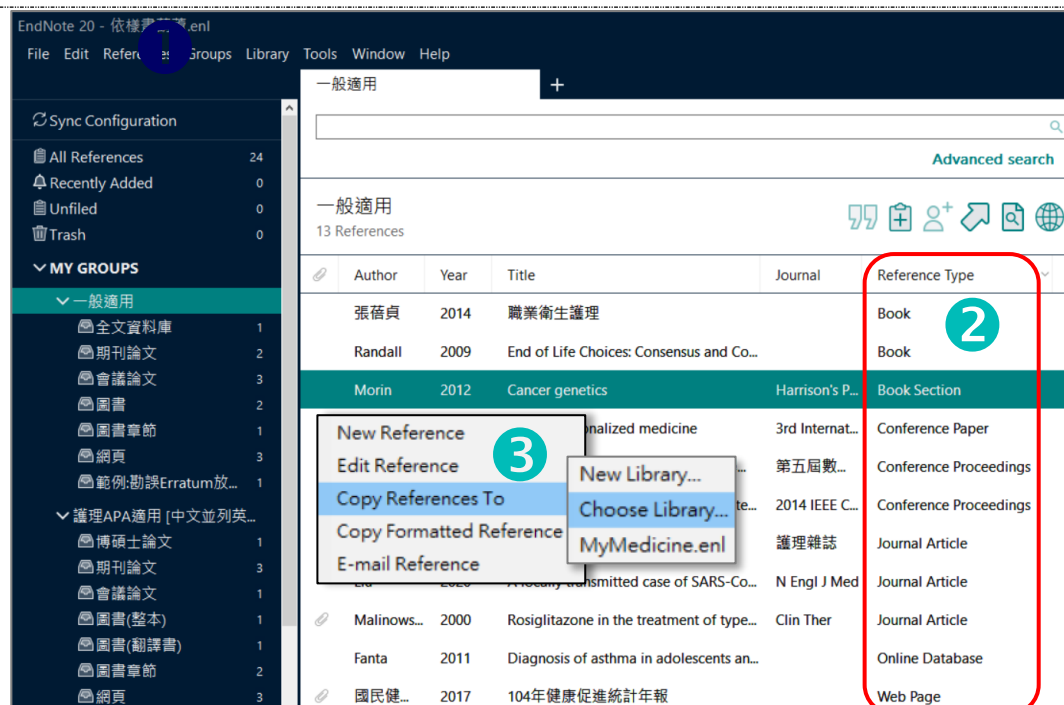 EndNote 20 - 依樣畫葫蘆.enl
File Edit References Groups Library Tools Window Help
一般適用 +
Sync Configuration
All References 24
Recently Added 0
Unfiled 0
Trash 0
MY GROUPS
一般適用
全文資料庫 1
期刊論文 2
會議論文 3
圖書 2
圖書章節 1
網頁 3
範例:勘誤Erratum放... 1
護理APA適用 [中文並列英...
博碩士論文 1
期刊論文 3
會議論文 1
圖書(整本) 1
圖書(翻譯書) 1
圖書章節 2
網頁 3
Advanced search
一般適用
13 References
Author Year Title Journal Reference Type
張蓓貞 2014 職業衛生護理 Book
Randall 2009 End of Life Choices: Consensus and Co... Book
Morin 2012 Cancer genetics Harrison's P... Book Section
medicine 3rd Internat... Conference Paper
... 第五屆數... Conference Proceedings
2014 IEEE C... Conference Proceedings
護理雜誌 Journal Article
case of SARS-Co... N Engl J Med Journal Article
Malinows... 2000 Rosiglitazone in the treatment of type... Clin Ther Journal Article
Fanta 2011 Diagnosis of asthma in adolescents an... Online Database
國民健... 2017 104年健康促進統計年報 Web Page
New Reference
Edit Reference
Copy References To
Copy Formatted Reference
E-mail Reference
New Library...
Choose Library...
MyMedicine.enl
1
2
3